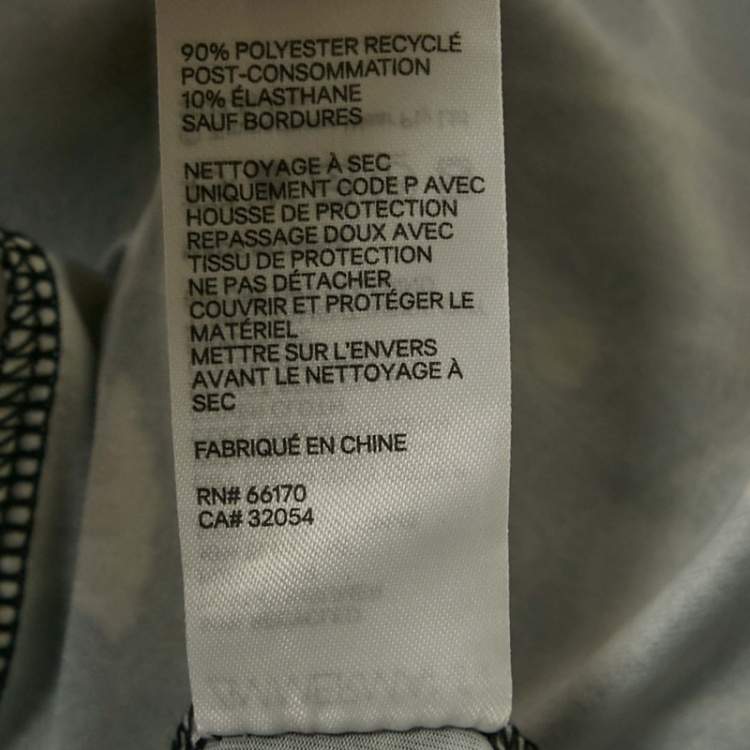 90% POLYESTER RECYCLÉ
POST-CONSOMMATION
10% ÉLASTHANE
SAUF BORDURES
NETTOYAGE À SEC
UNIQUEMENT CODE P AVEC
HOUSSE DE PROTECTION
REPASSAGE DOUX AVEC
TISSU DE PROTECTION
NE PAS DÉTACHER
COUVRIR ET PROTÉGER LE
MATÉRIEL
METTRE SUR L'ENVERS
AVANT LE NETTOYAGE À
SEC
FABRIQUÉ EN CHINE
RN# 66170
CA# 32054